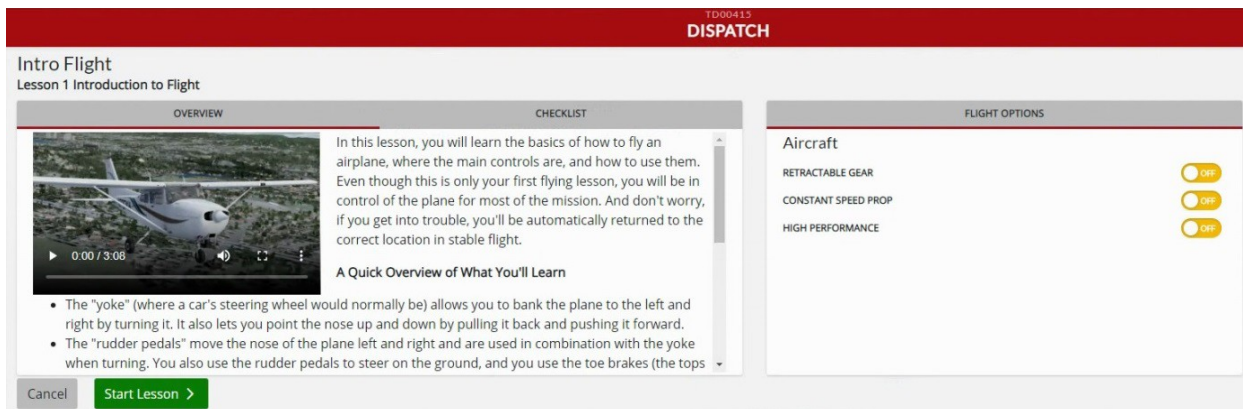 TD00415
DISPATCH
Intro Flight
Lesson 1 Introduction to Flight
OVERVIEW
CHECKLIST
In this lesson, you will learn the basics of how to fly an
airplane, where the main controls are, and how to use them.
Even though this is only your first flying lesson, you will be in
control of the plane for most of the mission. And don't worry,
if you get into trouble, you'll be automatically returned to the
correct location in stable flight.
0:00 / 3:08
A Quick Overview of What You'll Learn
• The "yoke" (where a car's steering wheel would normally be) allows you to bank the plane to the left and
right by turning it. It also lets you point the nose up and down by pulling it back and pushing it forward.
• The "rudder pedals" move the nose of the plane left and right and are used in combination with the yoke
when turning. You also use the rudder pedals to steer on the ground, and you use the toe brakes (the tops
FLIGHT OPTIONS
Aircraft
RETRACTABLE GEAR OFF
CONSTANT SPEED PROP OFF
HIGH PERFORMANCE OFF
Cancel
Start Lesson